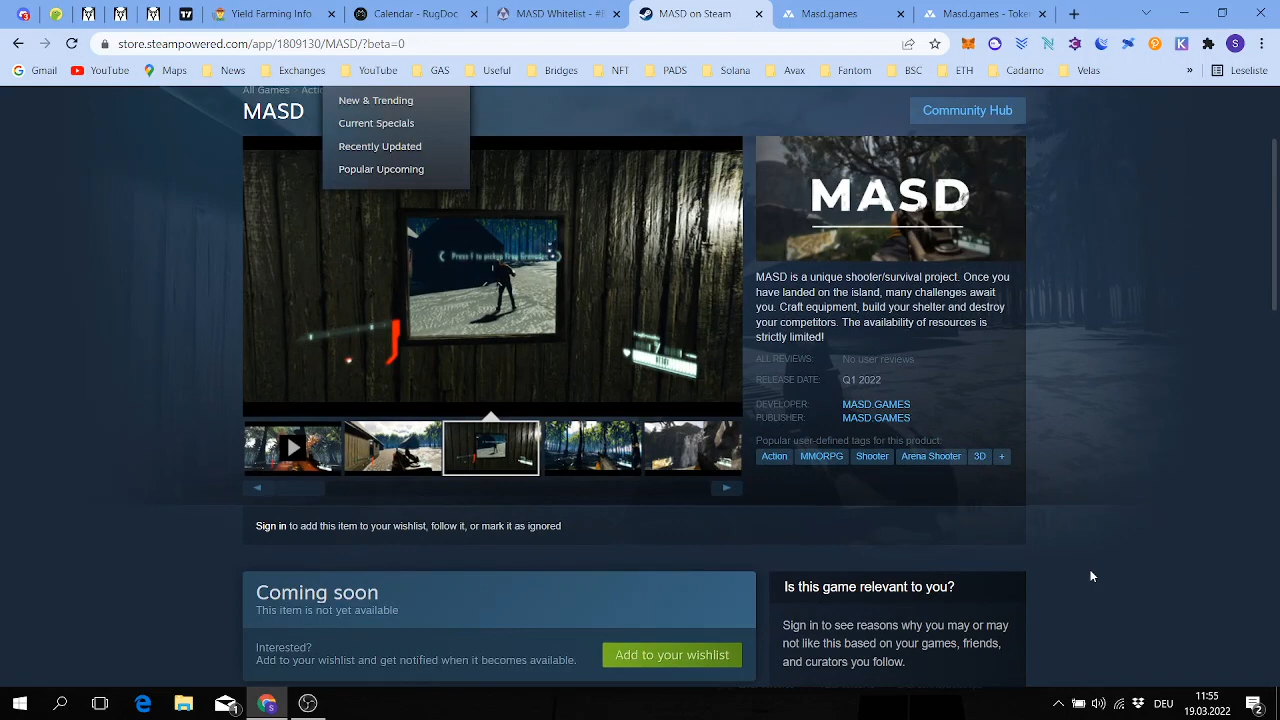 Websites
Whitelist
(25) RugDoc
Coming soon
MADwebsites - #
MASD on Steam
masd.games/
masd.games/
store.steampowered.com/app/1809130/MASD/?beta=0
Gmail
YouTube
Maps
Exchanges
GAS
Useful
Bridges
NFT
PADS
Solana
Avax
Fantom
BSC
ETH
Cardano
Velas
»
Leseliste
All Games >
New & Trending
Current Specials
Recently Updated
Popular Upcoming
MASD
Community Hub
MASD
MASD is a unique shooter/survival project. Once you
have landed on the island, many challenges await
you. Craft equipment, build your shelter and destroy
your competitors. The availability of resources is
strictly limited!
ALL REVIEWS: No user reviews
RELEASE DATE: Q1 2022
DEVELOPER: MASD.GAMES
PUBLISHER: MASD.GAMES
Popular user-defined tags for this product:
Action MMORPG Shooter Arena Shooter 3D +
Sign in to add this item to your wishlist, follow it, or mark it as ignored
Coming soon
This item is not yet available
Interested?
Add to your wishlist and get notified when it becomes available.
Add to your wishlist
Is this game relevant to you?
Sign in to see reasons why you may or may
not like this based on your games, friends,
and curators you follow.
DEU
11:55
19.03.2022